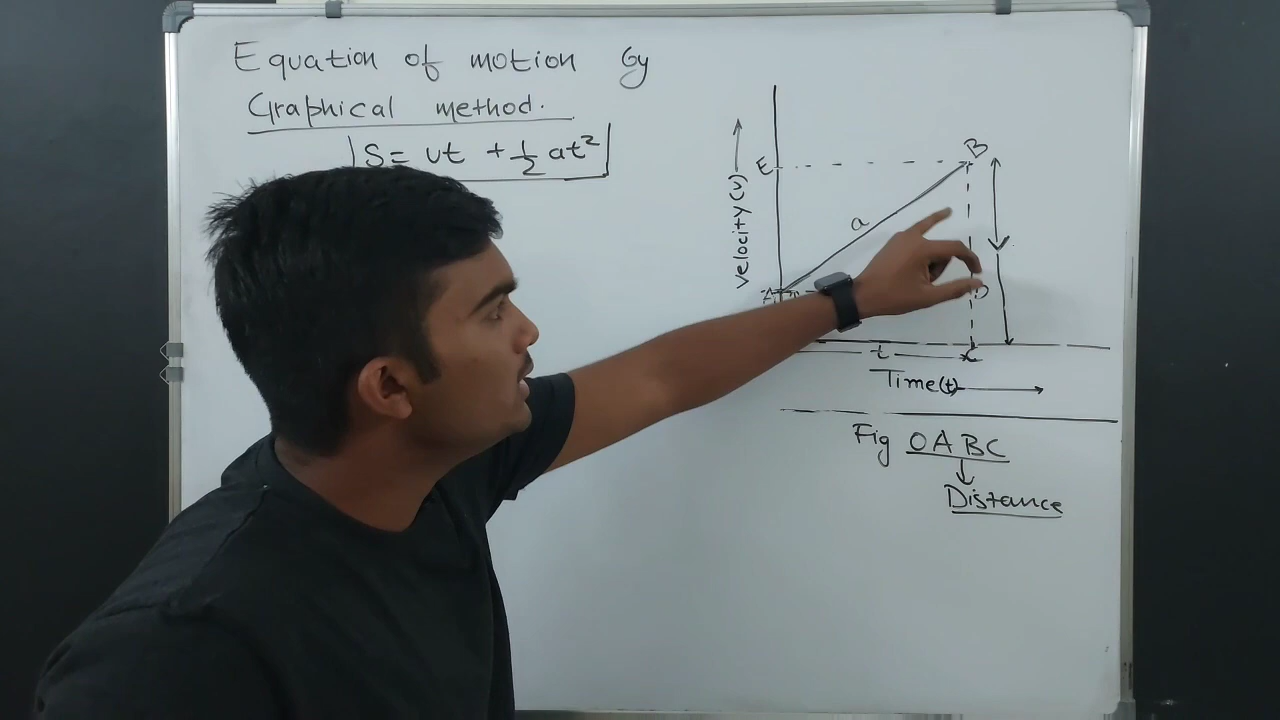 Equation of motion by
Graphical method.
S= ut + 1/2 at²
B
E
velocity (v)
a
A
D
t
C
Time(t)
Fig OABC
Distance